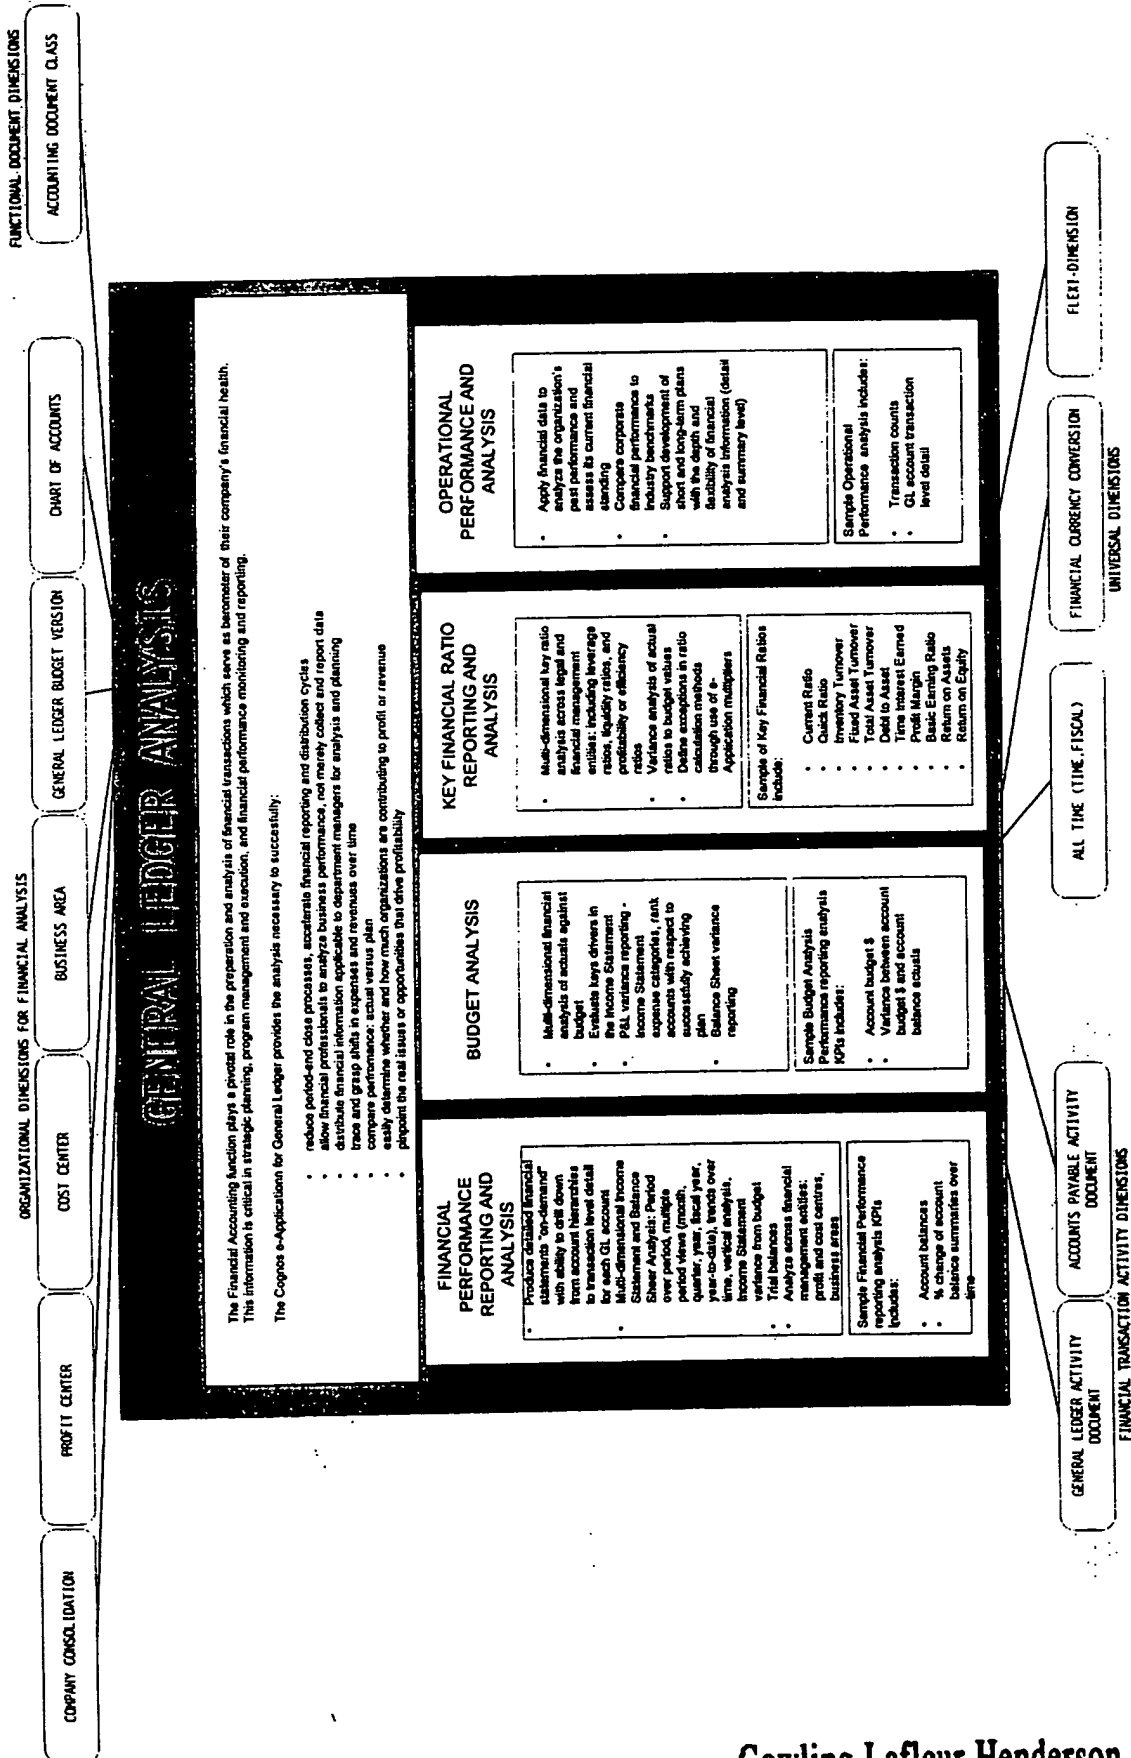 FUNCTIONAL DOCUMENT DIMENSIONS
ACCOUNTING DOCUMENT CLASS
ORGANIZATIONAL DIMENSIONS FOR FINANCIAL ANALYSIS
COMPANY CONSOLIDATION
PROFIT CENTER
COST CENTER
BUSINESS AREA
GENERAL LEDGER BUDGET VERSION
CHART OF ACCOUNTS
GENERAL LEDGER ANALYSIS
The Financial Accounting function plays a pivotal role in the preparation and analysis of financial transactions which serve as barometer of their company's financial health.
This information is critical in strategic planning, program management and execution, and financial performance monitoring and reporting.
The Cognos e-Applicationn for General Ledger provides the analysis necessary to succesfully:
• reduce period-end close processes, accelerate financial reporting and distribution cycles
• allow financial professionals to analyze business performance, not merely collect and report data
• distribute financial information applicable to department managers for analysis and planning
• trace and grasp shifts in expenses and revenues over time
• compare perfromance: actual versus plan
• easily determine whether and how much organizations are contributing to profit or revenue
• pinpoint the real issues or opportunities that drive profitability
FINANCIAL
PERFORMANCE
REPORTING AND
ANALYSIS
• Produce detailed financial
statements "on-demand"
with ability to drill down
from account hierarchies
to transaction level detail
for each GL account
• Multi-dimensional Income
Statement and Balance
Sheer Analysis: Period
over period, multiple
period views (month,
quarter, year, fiscal year,
year-to-date), trends over
time, vertical analysis,
Income Statement
variance from budget
• Trial balances
• Analyze across financial
management entities:
profit and cost centres,
business areas
Sample Financial Performance
reporting analysis KPIs
includes:
• Account balances
• % change of account
balance summaries over
time
BUDGET ANALYSIS
• Multi-dimensional financial
analysis of actuals against
budget
• Evaluate keys drivers in
the Income Statement
• P&L variance reporting -
Income Statement
expense categories, rank
accounts with respect to
successfully achieving
plan
• Balance Sheet variance
reporting
Sample Budget Analysis
Performance reporting analysis
KPIs includes:
• Account budget $
• Variance between account
budget $ and account
balance actuals
KEY FINANCIAL RATIO
REPORTING AND
ANALYSIS
• Multi-dimensional key ratio
analysis across legal and
financial management
entities: including leverage
ratios, liquidity ratios, and
profitability or efficiency
ratios
• Variance analysis of actual
ratios to budget values
• Define exceptions in ratio
calculation methods
through use of e-
Application multipliers
Sample of Key Financial Ratios
include:
• Current Ratio
• Quick Ratio
• Inventory Turnover
• Fixed Asset Turnover
• Total Asset Turnover
• Debt to Asset
• Time Interest Earned
• Profit Margin
• Basic Earning Ratio
• Return on Assets
• Return on Equity
OPERATIONAL
PERFORMANCE AND
ANALYSIS
• Apply financial data to
analyze the organization's
past performance and
assess its current financial
standing
• Compare corporate
financial performance to
industry benchmarks
• Support development of
short and long-term plans
with the depth and
flexibility of financial
analysis information (detail
and summary level)
Sample Operational
Performance analysis includes:
• Transaction counts
• GL account transaction
level detail
GENERAL LEDGER ACTIVITY
DOCUMENT
ACCOUNTS PAYABLE ACTIVITY
DOCUMENT
FINANCIAL TRANSACTION ACTIVITY DIMENSIONS
ALL TIME (TIME.FISCAL)
FINANCIAL CURRENCY CONVERSION
FLEXI-DIMENSION
UNIVERSAL DIMENSIONS
Gowling Lafleur Henderson